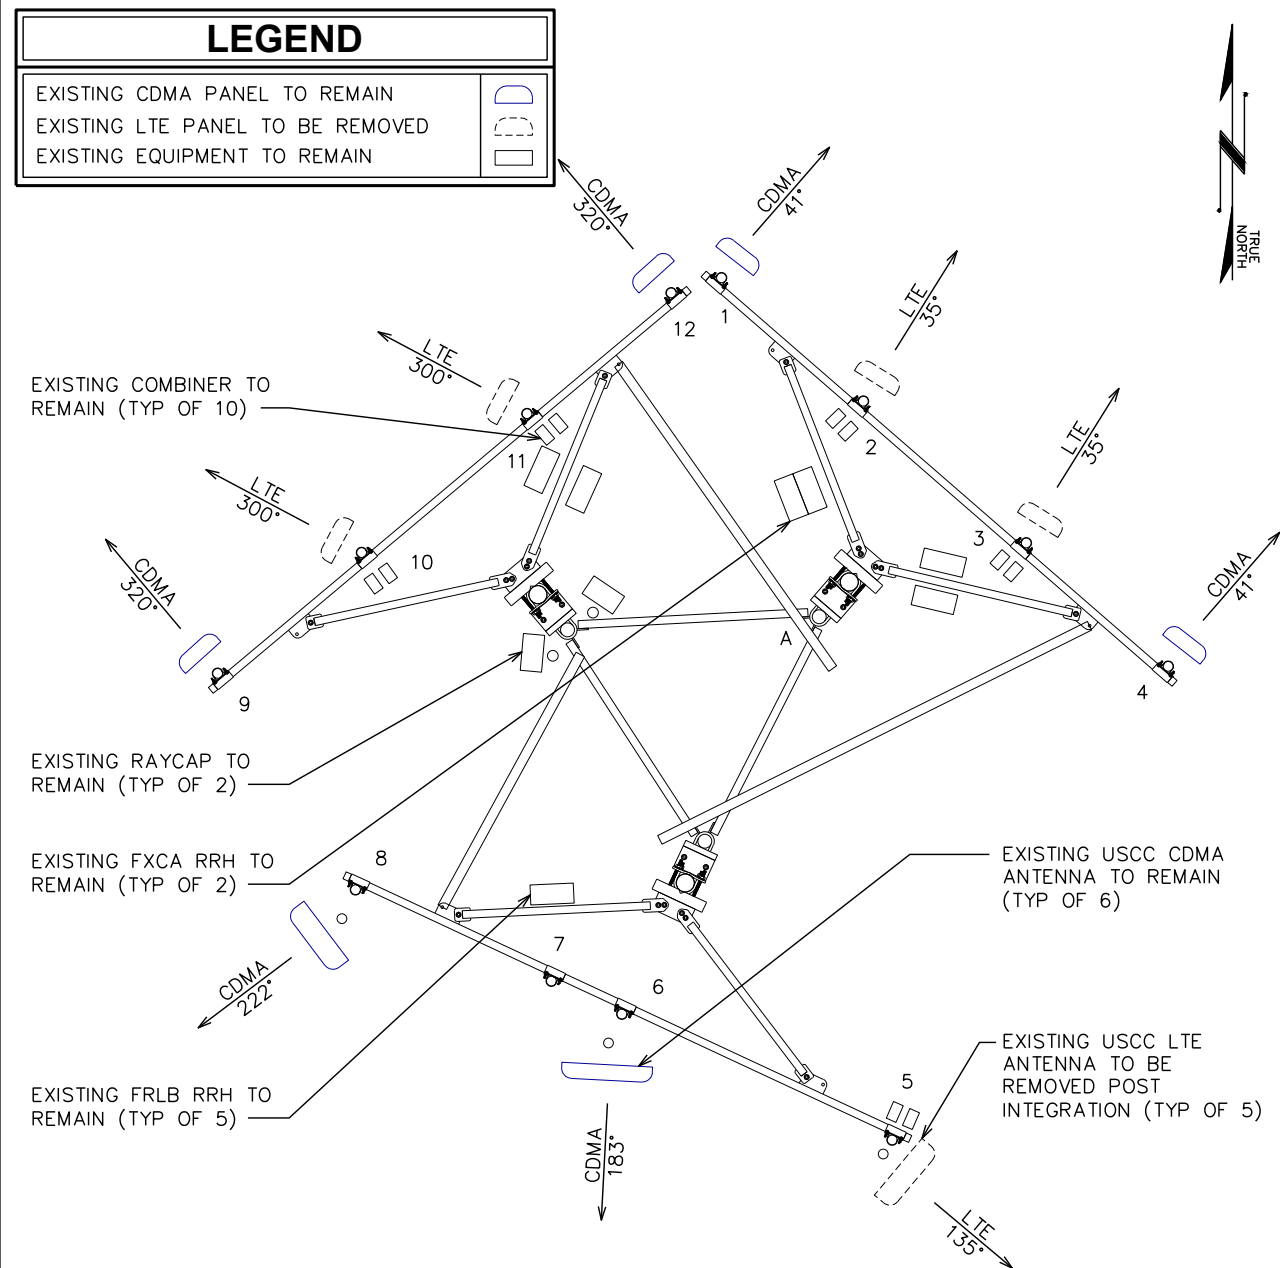 LEGEND
EXISTING CDMA PANEL TO REMAIN
EXISTING LTE PANEL TO BE REMOVED
EXISTING EQUIPMENT TO REMAIN
TRUE
NORTH
CDMA
320°
CDMA
41°
12
1
LTE
300°
LTE
35°
EXISTING COMBINER TO
REMAIN (TYP OF 10)
11
2
LTE
35°
LTE
300°
10
3
CDMA
320°
CDMA
41°
A
9
4
EXISTING RAYCAP TO
REMAIN (TYP OF 2)
EXISTING FXCA RRH TO
REMAIN (TYP OF 2)
8
EXISTING USCC CDMA
ANTENNA TO REMAIN
(TYP OF 6)
7
6
CDMA
222°
EXISTING USCC LTE
ANTENNA TO BE
REMOVED POST
INTEGRATION (TYP OF 5)
5
EXISTING FRLB RRH TO
REMAIN (TYP OF 5)
CDMA
183°
LTE
135°